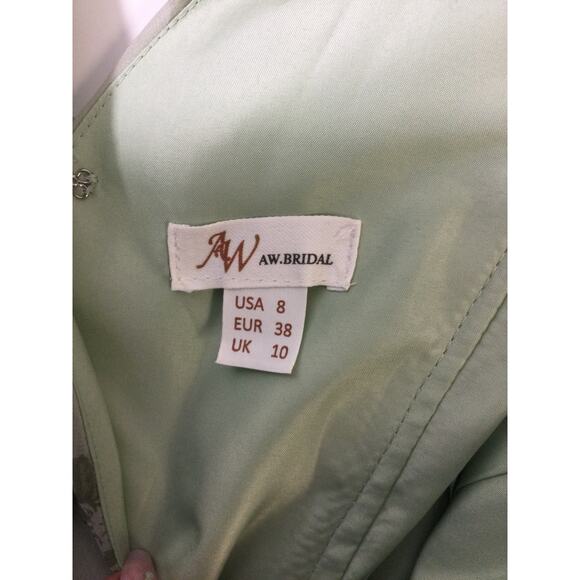 AW AW.BRIDAL
USA 8
EUR 38
UK 10